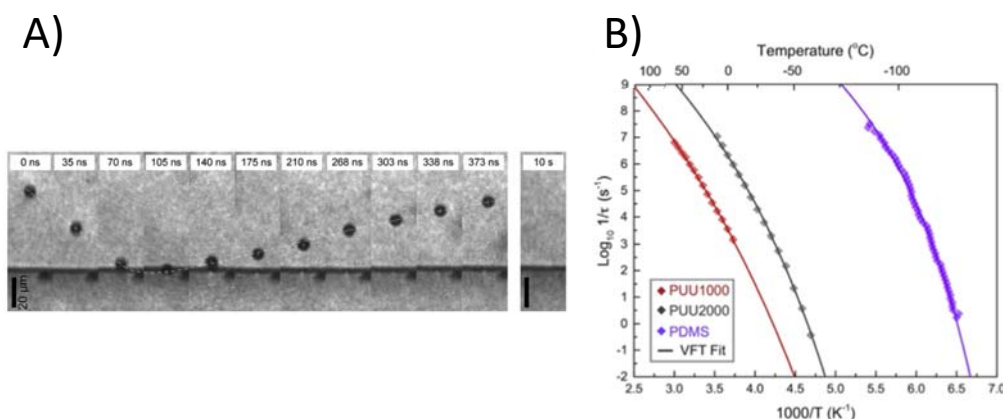 A)
0 ns 35 ns 70 ns 105 ns 140 ns 175 ns 210 ns 268 ns 303 ns 338 ns 373 ns 10 s
20 µm
B)
Temperature (°C)
100 50 0 -50 -100
Log₁₀ 1/τ (s⁻¹)
9
8
7
6
5
4
3
2
1
0
-1
-2
PUU1000
PUU2000
PDMS
VFT Fit
2.5 3.0 3.5 4.0 4.5 5.0 5.5 6.0 6.5 7.0
1000/T (K⁻¹)